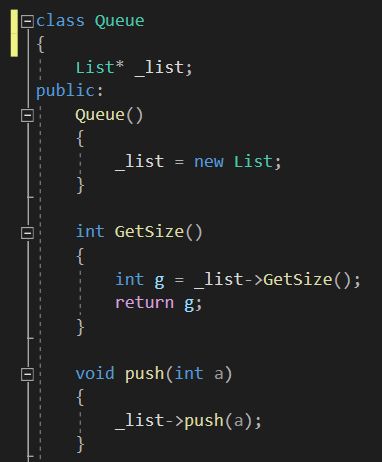 class Queue
{
    List* _list;
public:
    Queue()
    {
        _list = new List;
    }
    int GetSize()
    {
        int g = _list->GetSize();
        return g;
    }
    void push(int a)
    {
        _list->push(a);
    }